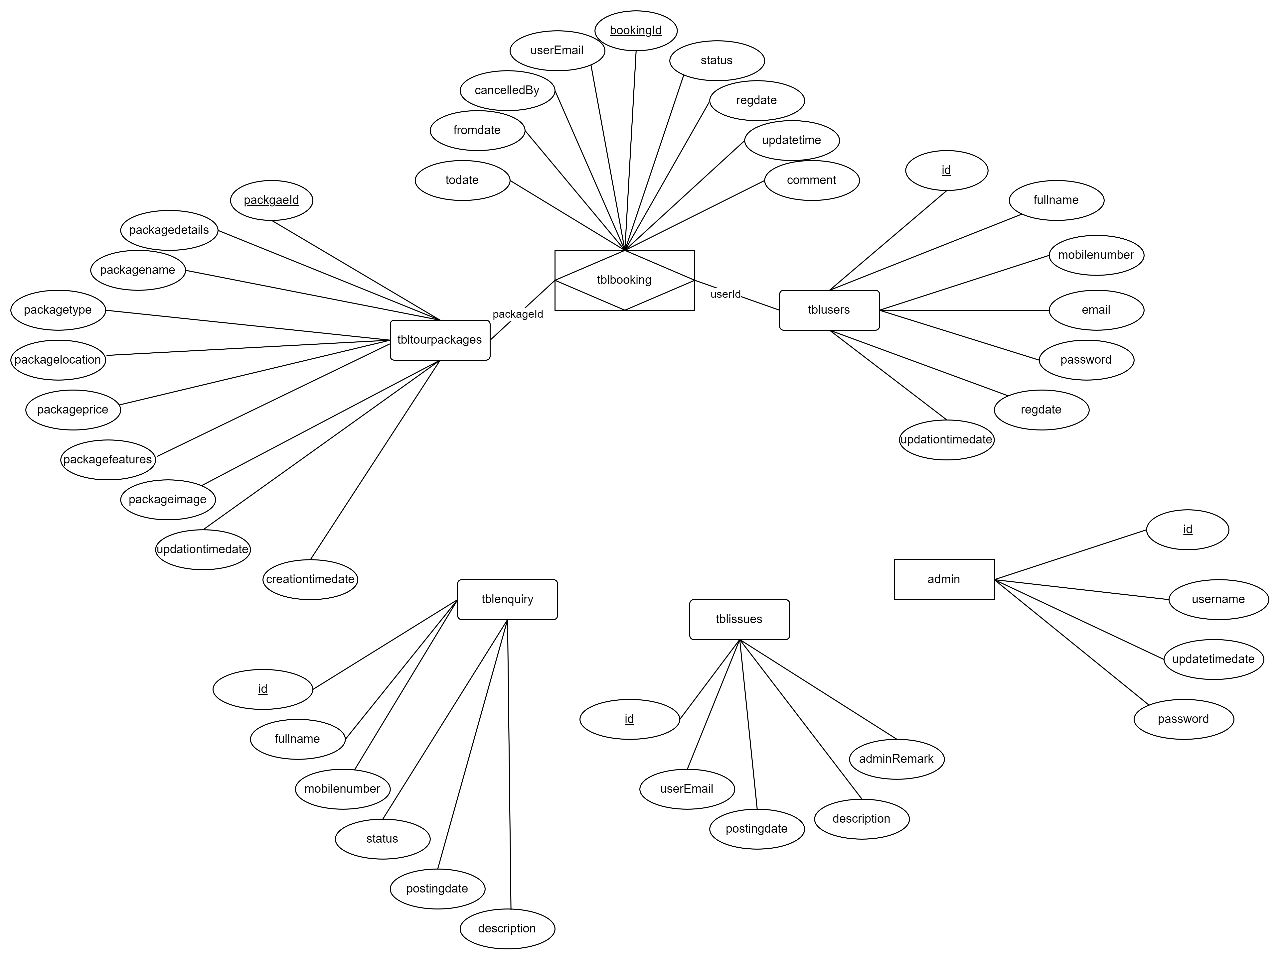 bookingId
userEmail
status
cancelledBy
regdate
fromdate
updatetime
todate
comment
tblbooking
packageId
userId
packgaeId
packagedetails
packagename
packagetype
packagelocation
packageprice
packagefeatures
packageimage
updationtimedate
creationtimedate
tbltourpackages
tblusers
id
fullname
mobilenumber
email
password
regdate
updationtimedate
tblenquiry
id
fullname
mobilenumber
status
postingdate
description
tblissues
id
userEmail
postingdate
description
adminRemark
admin
id
username
updatetimedate
password